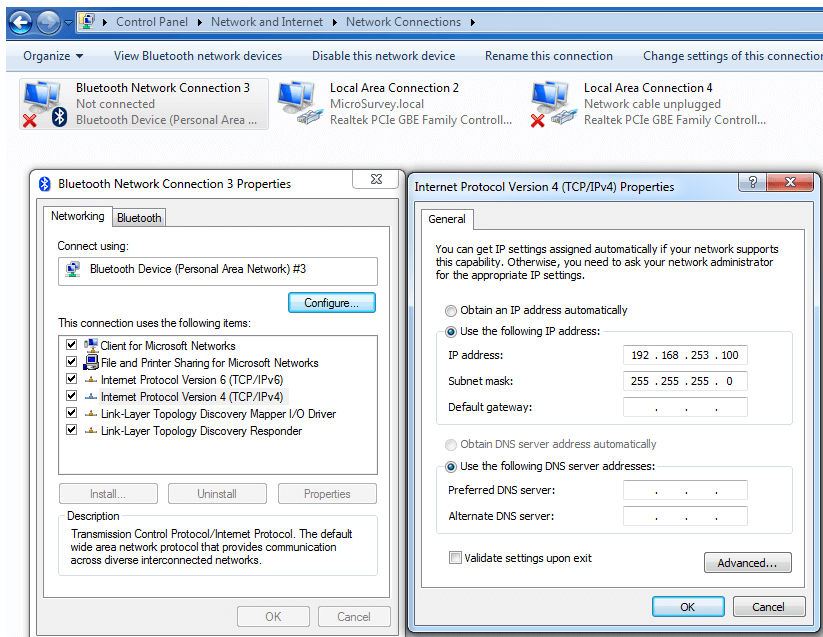 Control Panel Network and Internet Network Connections
Organize View Bluetooth network devices Disable this network device Rename this connection Change settings of this connection
Bluetooth Network Connection 3
Not connected
Bluetooth Device (Personal Area ...
Local Area Connection 2
MicroSurvey.local
Realtek PCIe GBE Family Controll...
Local Area Connection 4
Network cable unplugged
Realtek PCIe GBE Family Controll...
Bluetooth Network Connection 3 Properties
Networking Bluetooth
Connect using:
Bluetooth Device (Personal Area Network) #3
Configure...
This connection uses the following items:
Client for Microsoft Networks
File and Printer Sharing for Microsoft Networks
Internet Protocol Version 6 (TCP/IPv6)
Internet Protocol Version 4 (TCP/IPv4)
Link-Layer Topology Discovery Mapper I/O Driver
Link-Layer Topology Discovery Responder
Install... Uninstall Properties
Description
Transmission Control Protocol/Internet Protocol. The default
wide area network protocol that provides communication
across diverse interconnected networks.
OK Cancel
Internet Protocol Version 4 (TCP/IPv4) Properties
General
You can get IP settings assigned automatically if your network supports
this capability. Otherwise, you need to ask your network administrator
for the appropriate IP settings.
Obtain an IP address automatically
Use the following IP address:
IP address: 192 . 168 . 253 . 100
Subnet mask: 255 . 255 . 255 . 0
Default gateway: . . .
Obtain DNS server address automatically
Use the following DNS server addresses:
Preferred DNS server: . . .
Alternate DNS server: . . .
Validate settings upon exit
Advanced...
OK Cancel